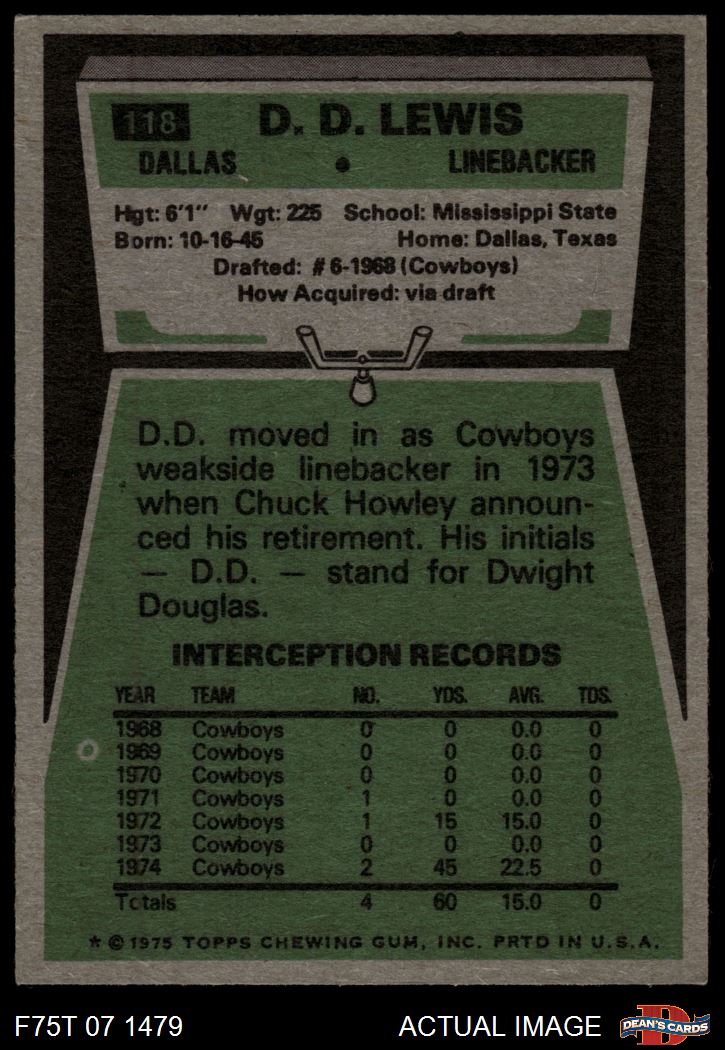 118 D. D. LEWIS
DALLAS • LINEBACKER
Hgt: 6'1" Wgt: 225 School: Mississippi State
Born: 10-16-45 Home: Dallas, Texas
Drafted: #6-1968 (Cowboys)
How Acquired: via draft
D.D. moved in as Cowboys
weakside linebacker in 1973
when Chuck Howley announ-
ced his retirement. His initials
— D.D. — stand for Dwight
Douglas.
INTERCEPTION RECORDS
YEAR TEAM NO. YDS. AVG. TDS.
1968 Cowboys 0 0 0.0 0
1969 Cowboys 0 0 0.0 0
1970 Cowboys 0 0 0.0 0
1971 Cowboys 1 0 0.0 0
1972 Cowboys 1 15 15.0 0
1973 Cowboys 0 0 0.0 0
1974 Cowboys 2 45 22.5 0
Totals 4 60 15.0 0
* © 1975 TOPPS CHEWING GUM, INC. PRTD IN U.S.A.
F75T 07 1479 ACTUAL IMAGE D DEAN'S CARDS